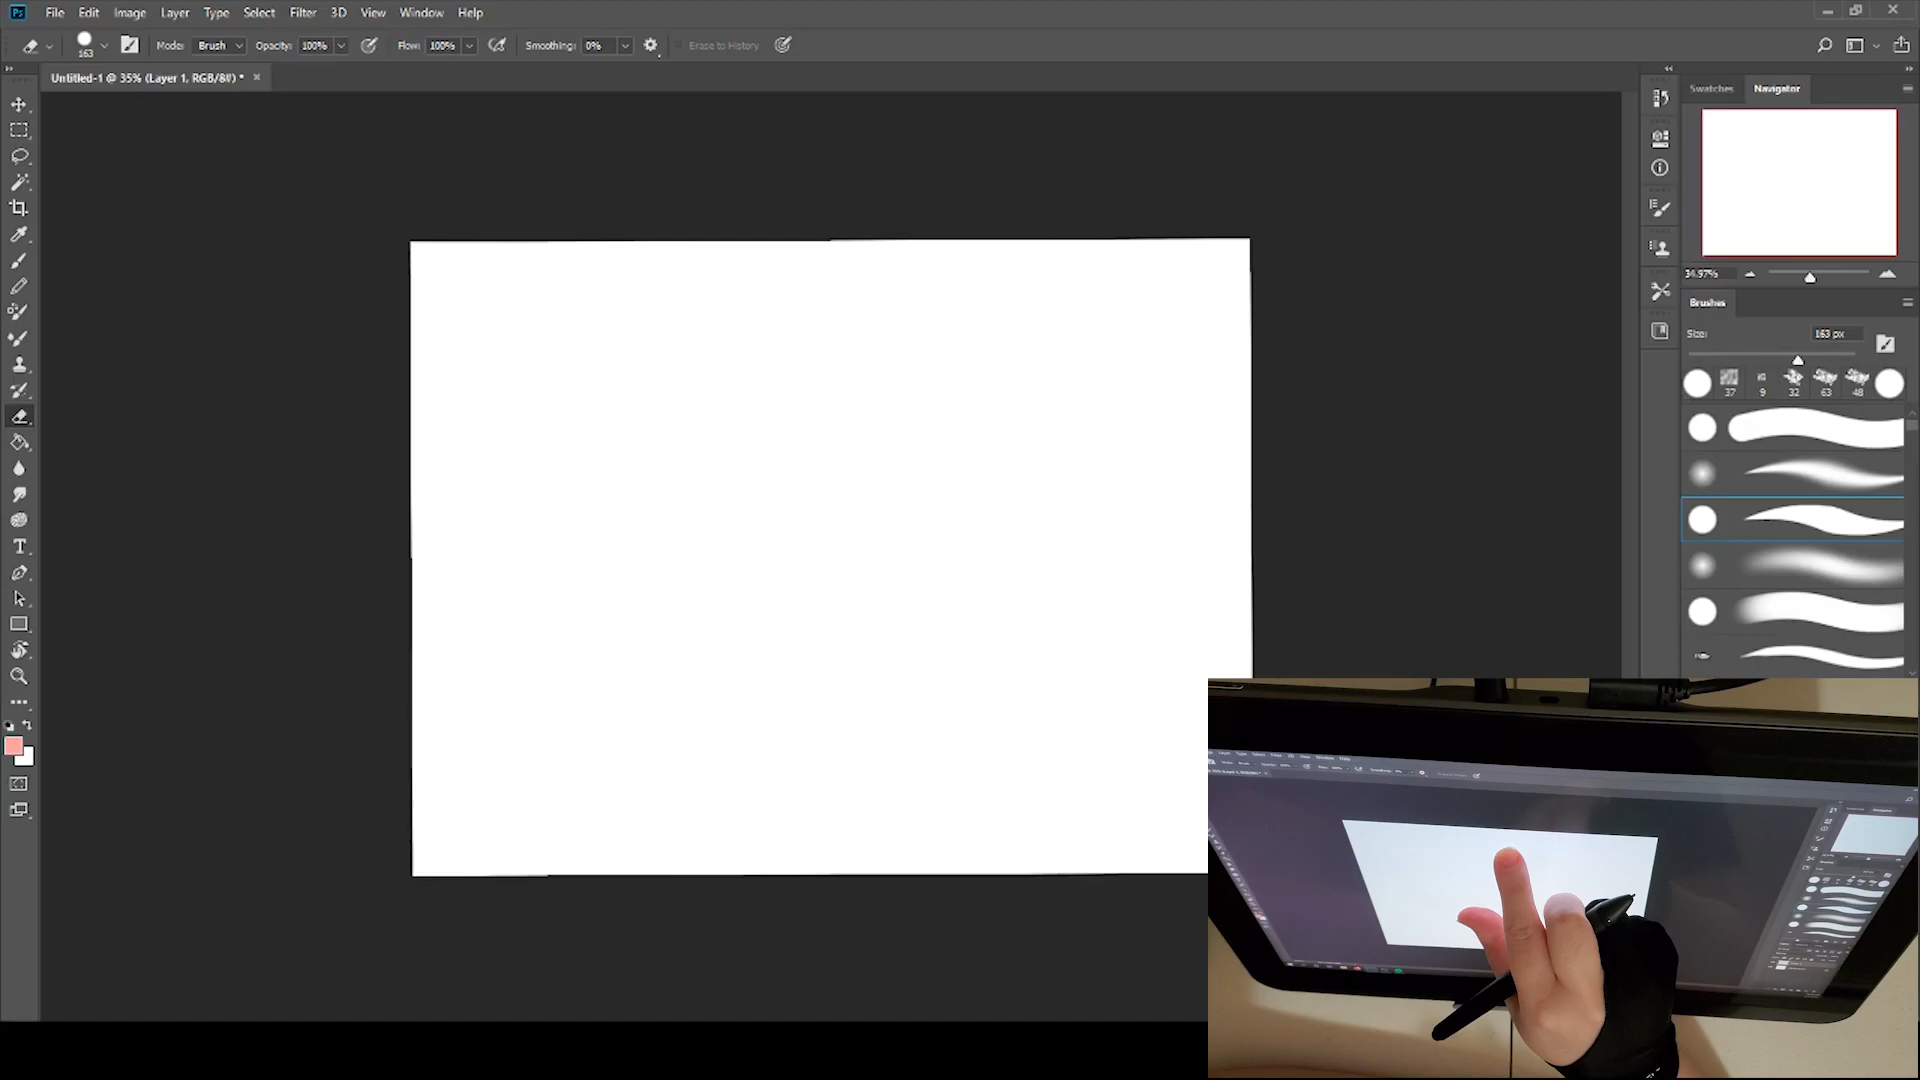 Ps File Edit Image Layer Type Select Filter 3D View Window Help
163 Mode: Brush Opacity: 100% Flow: 100% Smoothing: 0% Erase to History
Untitled-1 @ 35% (Layer 1, RGB/8#) *
Swatches Navigator
34.97%
Brushes
Size: 163 px
37 9 32 63 48